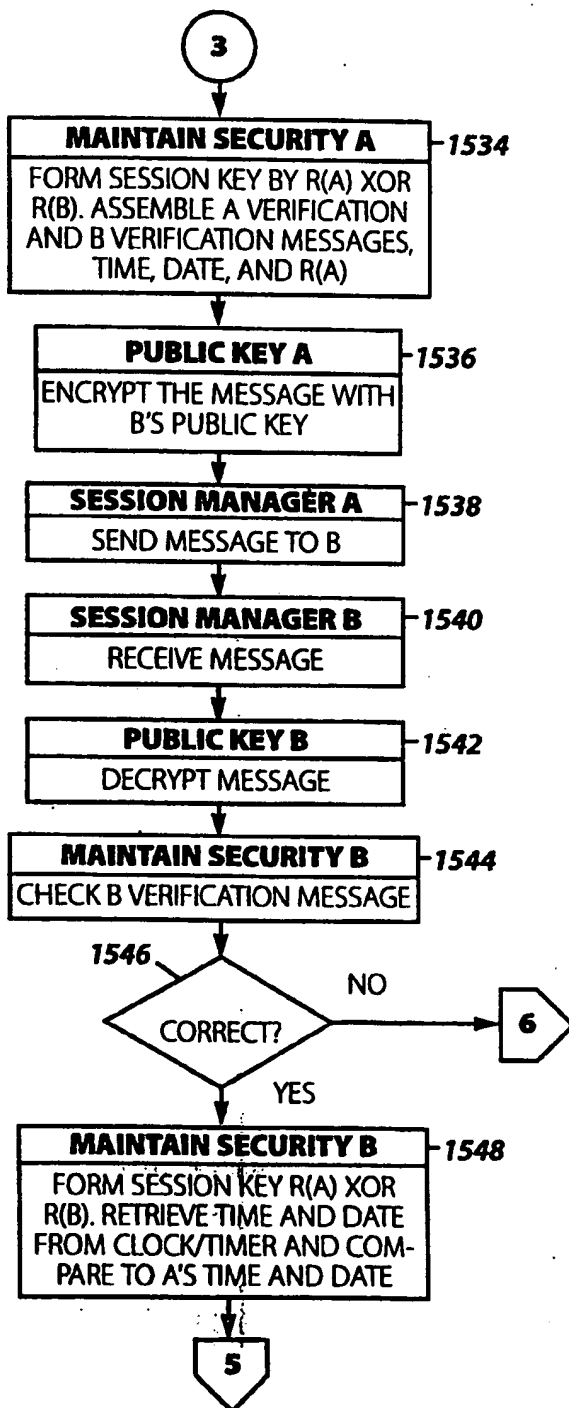 3
MAINTAIN SECURITY A
1534
FORM SESSION KEY BY R(A) XOR
R(B). ASSEMBLE A VERIFICATION
AND B VERIFICATION MESSAGES,
TIME, DATE, AND R(A)
PUBLIC KEY A
1536
ENCRYPT THE MESSAGE WITH
B'S PUBLIC KEY
SESSION MANAGER A
1538
SEND MESSAGE TO B
SESSION MANAGER B
1540
RECEIVE MESSAGE
PUBLIC KEY B
1542
DECRYPT MESSAGE
MAINTAIN SECURITY B
1544
CHECK B VERIFICATION MESSAGE
1546
CORRECT?
NO
6
YES
MAINTAIN SECURITY B
1548
FORM SESSION KEY R(A) XOR
R(B). RETRIEVE TIME AND DATE
FROM CLOCK/TIMER AND COM-
PARE TO A'S TIME AND DATE
5